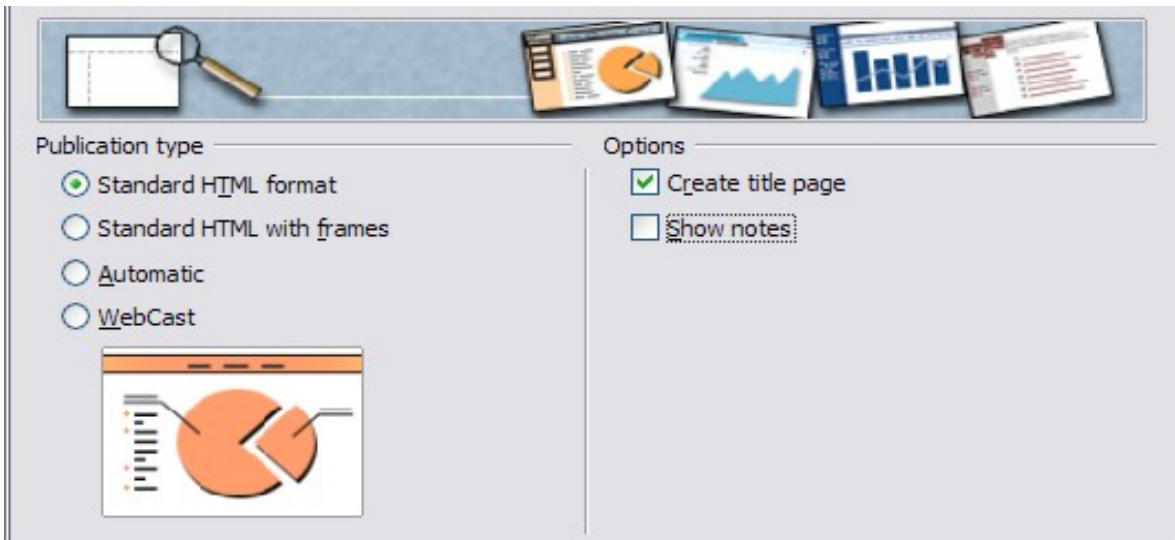 Publication type
Standard HTML format
Standard HTML with frames
Automatic
WebCast
Options
Create title page
Show notes